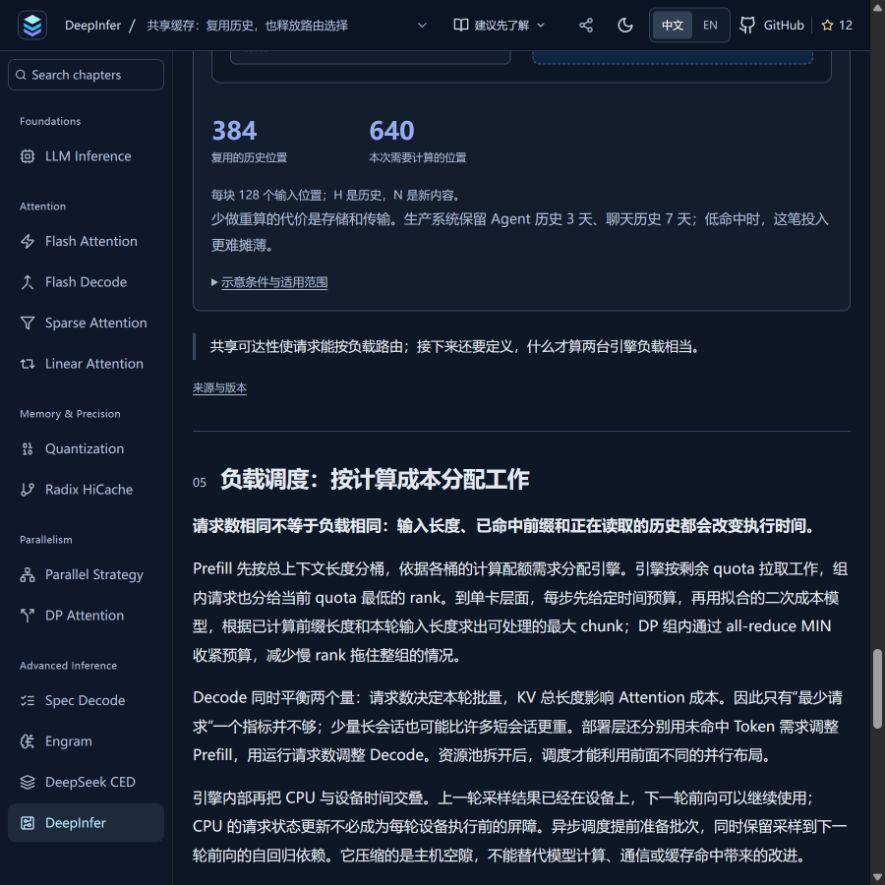 DeepInfer / 共享缓存：复用历史，也释放路由选择
建议先了解
中文 EN
GitHub
12
Search chapters
Foundations
LLM Inference
Attention
Flash Attention
Flash Decode
Sparse Attention
Linear Attention
Memory & Precision
Quantization
Radix HiCache
Parallelism
Parallel Strategy
DP Attention
Advanced Inference
Spec Decode
Engram
DeepSeek CED
DeepInfer
384
复用的历史位置
640
本次需要计算的位置
每块 128 个输入位置；H 是历史，N 是新内容。
少做重算的代价是存储和传输。生产系统保留 Agent 历史 3 天、聊天历史 7 天；低命中时，这笔投入
更难摊薄。
示意条件与适用范围
共享可达性使请求能按负载路由；接下来还要定义，什么才算两台引擎负载相当。
来源与版本
05 负载调度：按计算成本分配工作
请求数相同不等于负载相同：输入长度、已命中前缀和正在读取的历史都会改变执行时间。
Prefill 先按总上下文长度分桶，依据各桶的计算配额需求分配引擎。引擎按剩余 quota 拉取工作，组
内请求也分给当前 quota 最低的 rank。到单卡层面，每步先给定时间预算，再用拟合的二次成本模
型，根据已计算前缀长度和本轮输入长度求出可处理的最大 chunk；DP 组内通过 all-reduce MIN
收紧预算，减少慢 rank 拖住整组的情况。
Decode 同时平衡两个量：请求数决定本轮批量，KV 总长度影响 Attention 成本。因此只有“最少请
求”一个指标并不够；少量长会话也可能比许多短会话更重。部署层还分别用未命中 Token 需求调整
Prefill，用运行请求数调整 Decode。资源池拆开后，调度才能利用前面不同的并行布局。
引擎内部再把 CPU 与设备时间交叠。上一轮采样结果已经在设备上，下一轮前向可以继续使用；
CPU 的请求状态更新不必成为每轮设备执行前的屏障。异步调度提前准备批次，同时保留采样到下一
轮前向的自回归依赖。它压缩的是主机空隙，不能替代模型计算、通信或缓存命中带来的改进。